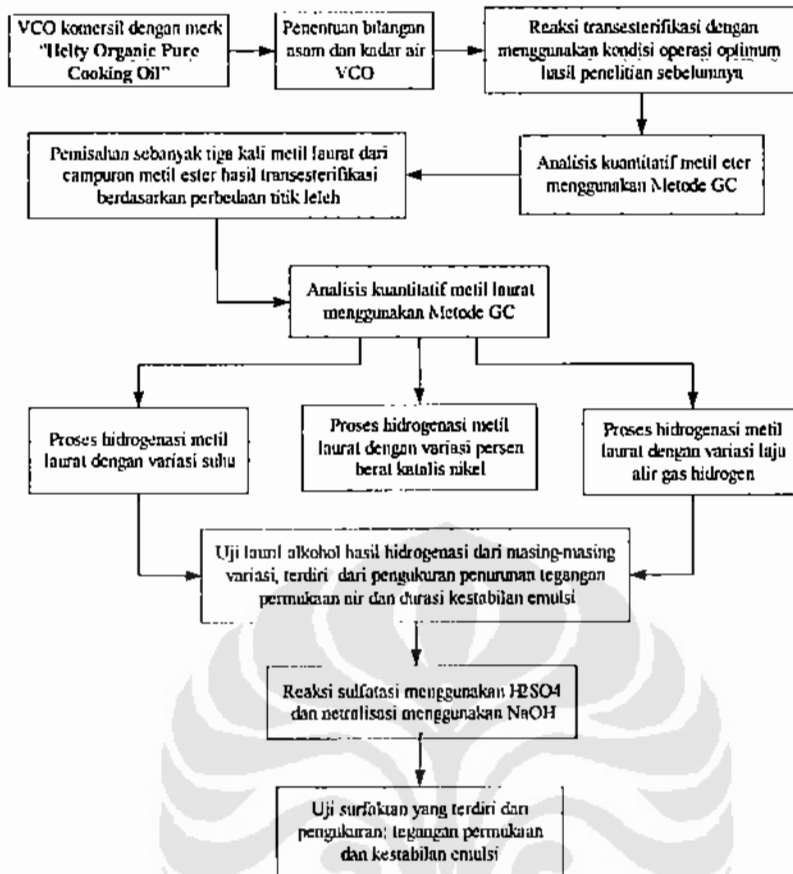 VCO komersil dengan merk
"Helty Organic Pure
Cooking Oil"
Penentuan bilangan
asam dan kadar air
VCO
Reaksi transesterifikasi dengan
menggunakan kondisi operasi optimum
hasil penelitian sebelumnya
Pemisahan sebanyak tiga kali metil laurat dari
campuran metil ester hasil transesterifikasi
berdasarkan perbedaan titik leleh
Analisis kuantitatif metil eter
menggunakan Metode GC
Analisis kuantitatif metil laurat
menggunakan Metode GC
Proses hidrogenasi metil
laurat dengan variasi suhu
Proses hidrogenasi metil
laurat dengan variasi persen
berat katalis nikel
Proses hidrogenasi metil
laurat dengan variasi laju
alir gas hidrogen
Uji lauril alkohol hasil hidrogenasi dari masing-masing
variasi, terdiri dari pengukuran penurunan tegangan
permukaan air dan durasi kestabilan emulsi
Reaksi sulfatasi menggunakan H2SO4
dan netralisasi menggunakan NaOH
Uji surfaktan yang terdiri dari
pengukuran; tegangan permukaan
dan kestabilan emulsi